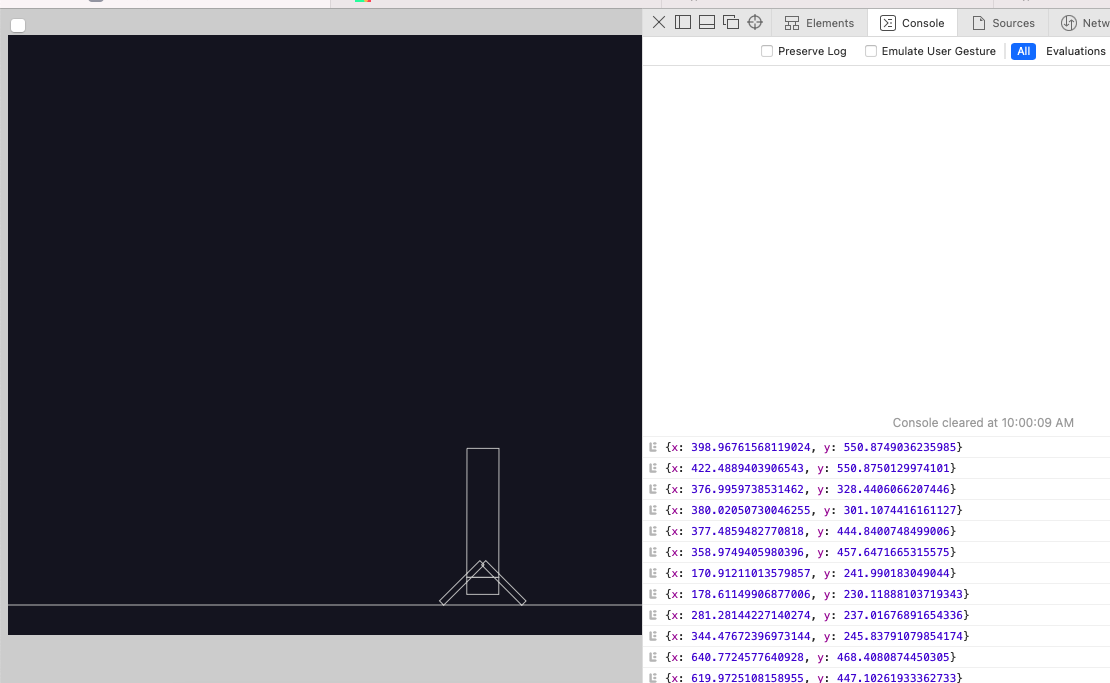 Elements
Console
Sources
Netw
Preserve Log
Emulate User Gesture
All
Evaluations
Console cleared at 10:00:09 AM
{x: 398.96761568119024, y: 550.8749036235985}
{x: 422.4889403906543, y: 550.8750129974101}
{x: 376.9959738531462, y: 328.4406066207446}
{x: 380.02050730046255, y: 301.1074416161127}
{x: 377.4859482770818, y: 444.8400748499006}
{x: 358.9749405980396, y: 457.6471665315575}
{x: 170.91211013579857, y: 241.990183049044}
{x: 178.61149906877006, y: 230.11888103719343}
{x: 281.28144227140274, y: 237.01676891654336}
{x: 344.47672396973144, y: 245.83791079854174}
{x: 640.7724577640928, y: 468.4080874450305}
{x: 619.9725108158955, y: 447.10261933362733}